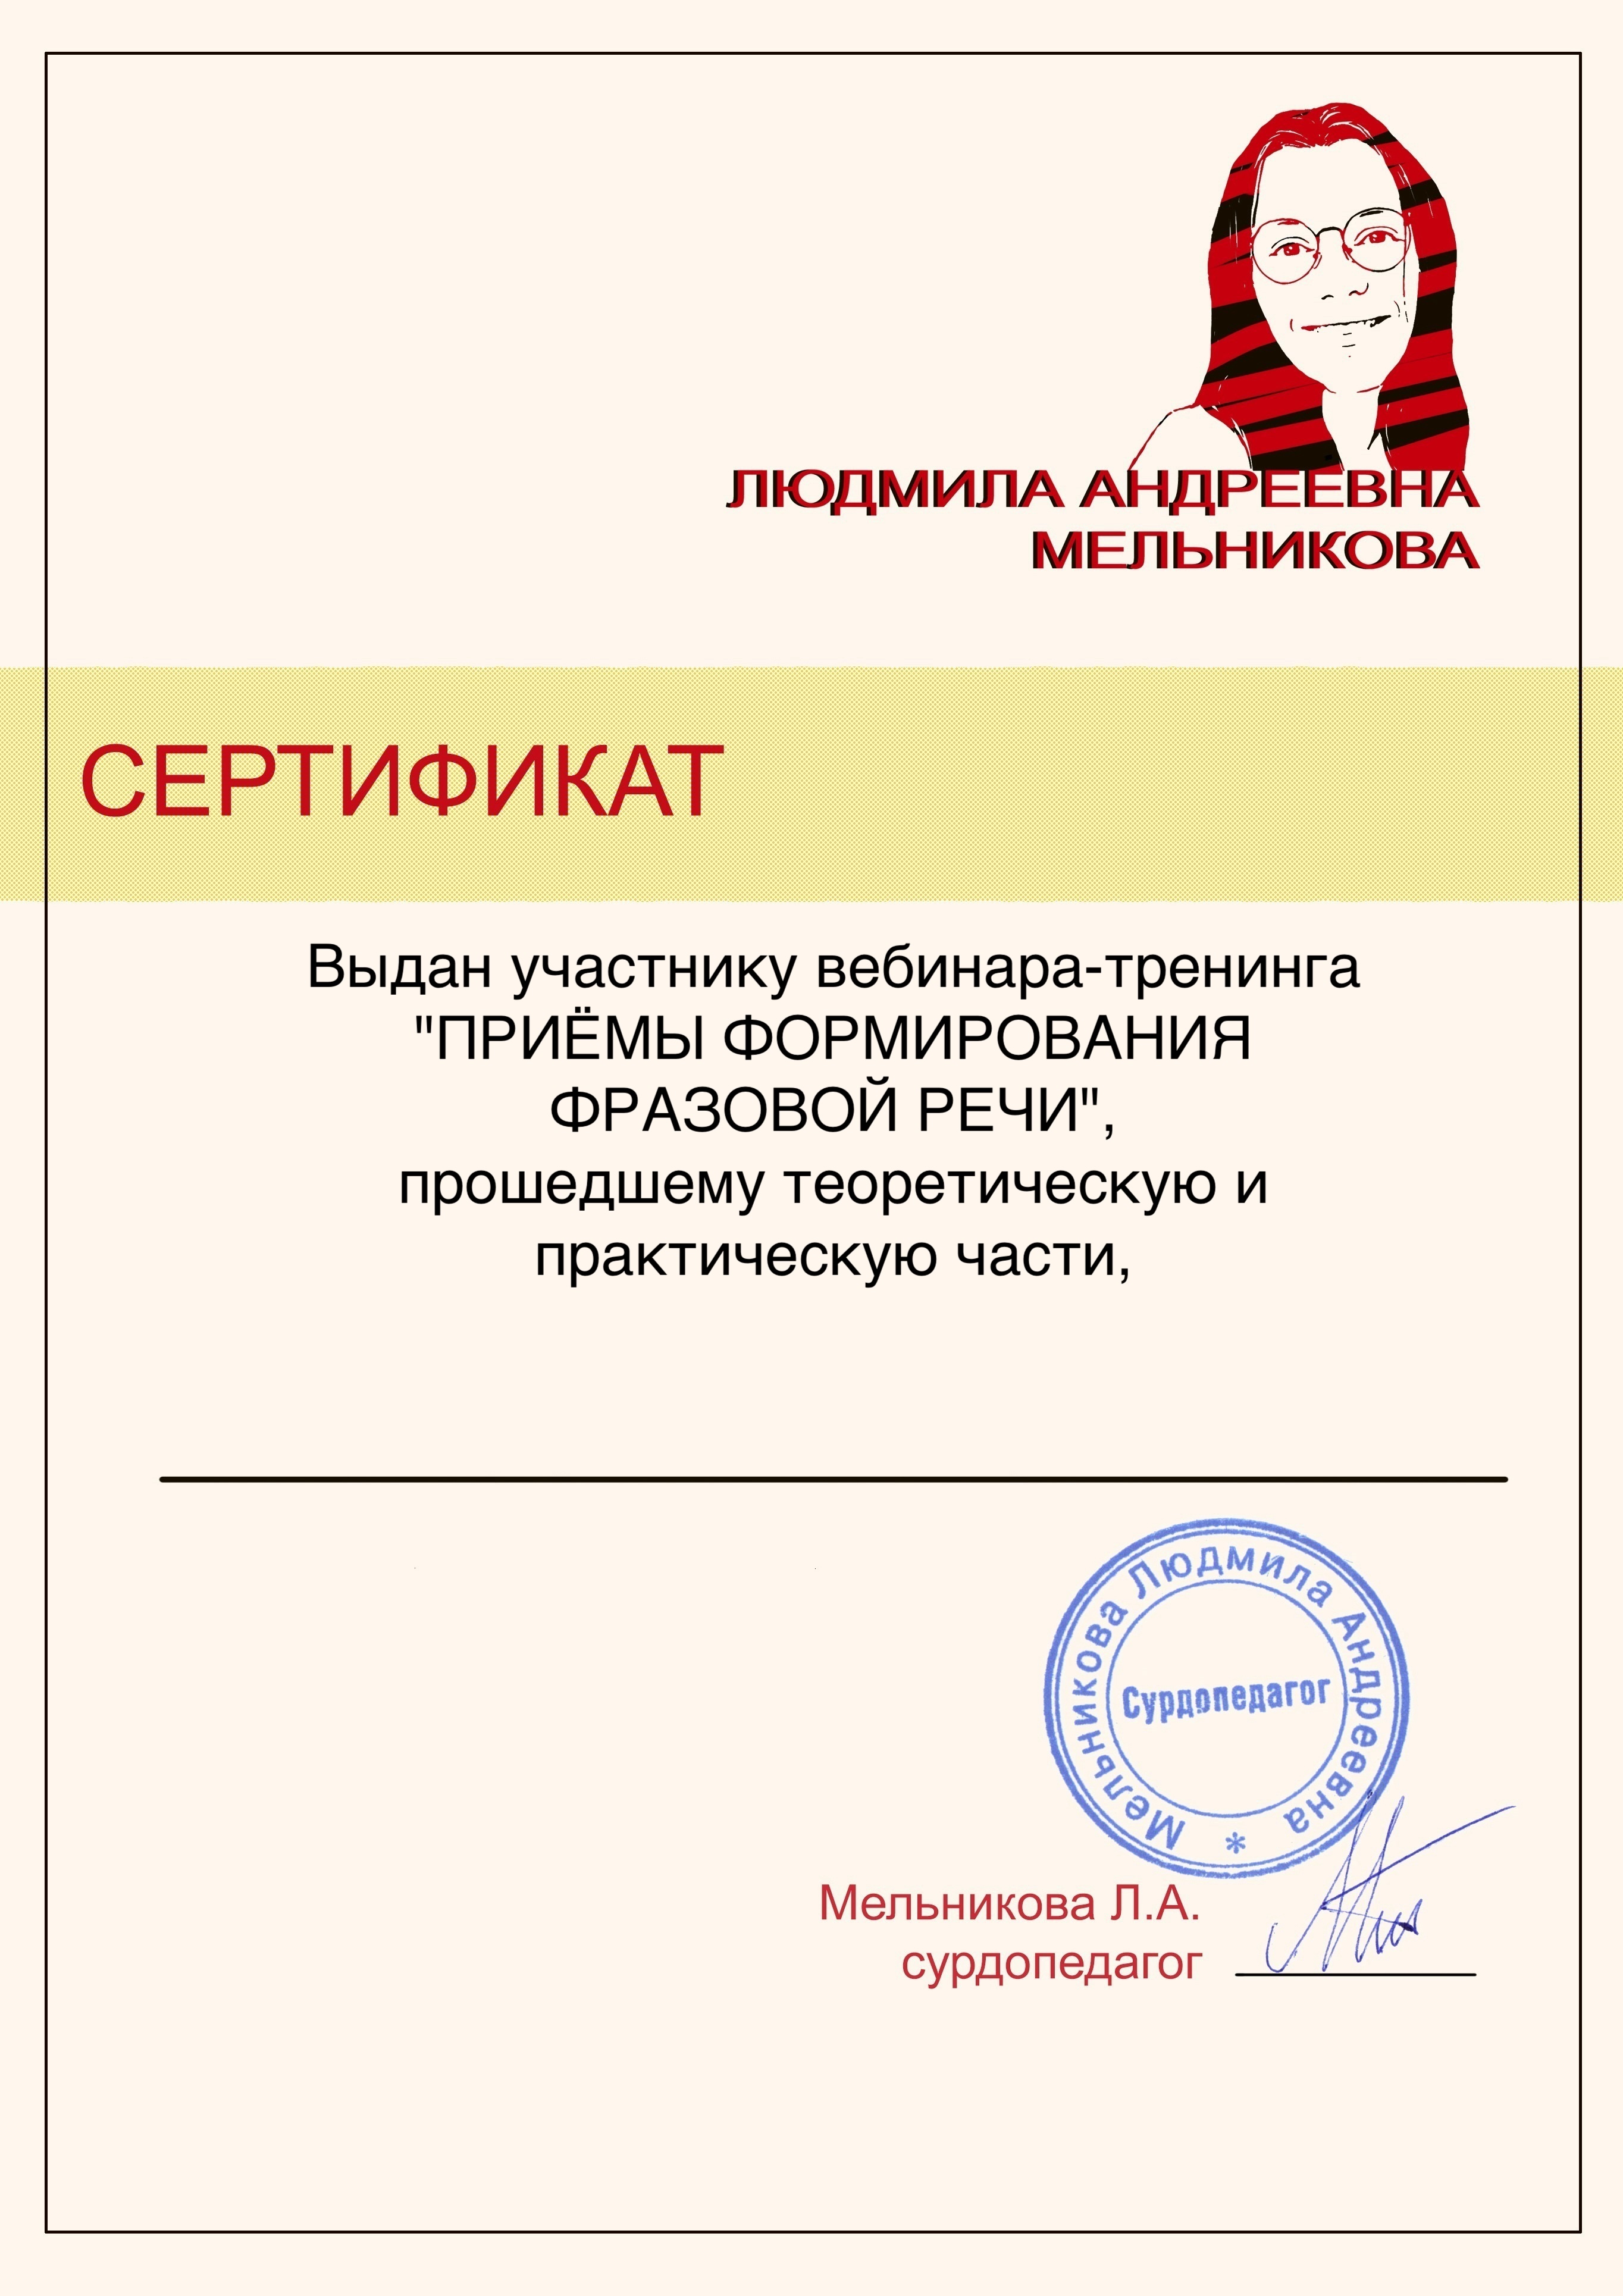 ЛЮДМИЛА АНДРЕЕВНА
МЕЛЬНИКОВА
СЕРТИФИКАТ
Выдан участнику вебинара-тренинга
"ПРИЁМЫ ФОРМИРОВАНИЯ
ФРАЗОВОЙ РЕЧИ",
прошедшему теоретическую и
практическую части,
Мельникова Людмила Андреевна *
Сурдопедагог
Мельникова Л.А.
сурдопедагог